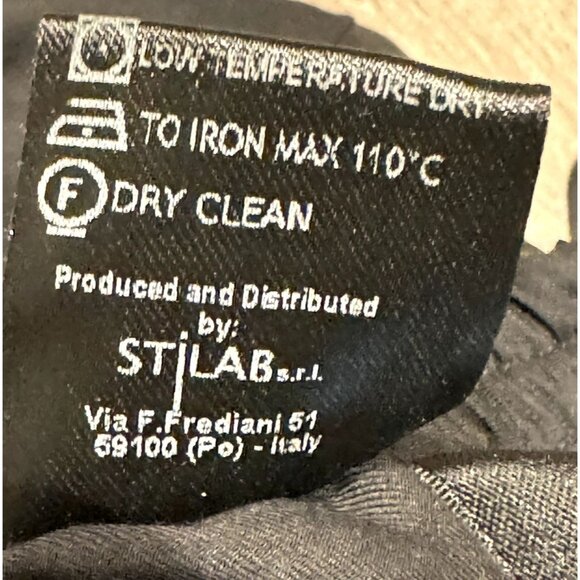 LOW TEMPERATURE DRY
TO IRON MAX 110°C
F DRY CLEAN
Produced and Distributed
by:
STjLAB s.r.l.
Via F.Frediani 51
59100 (Po) - Italy